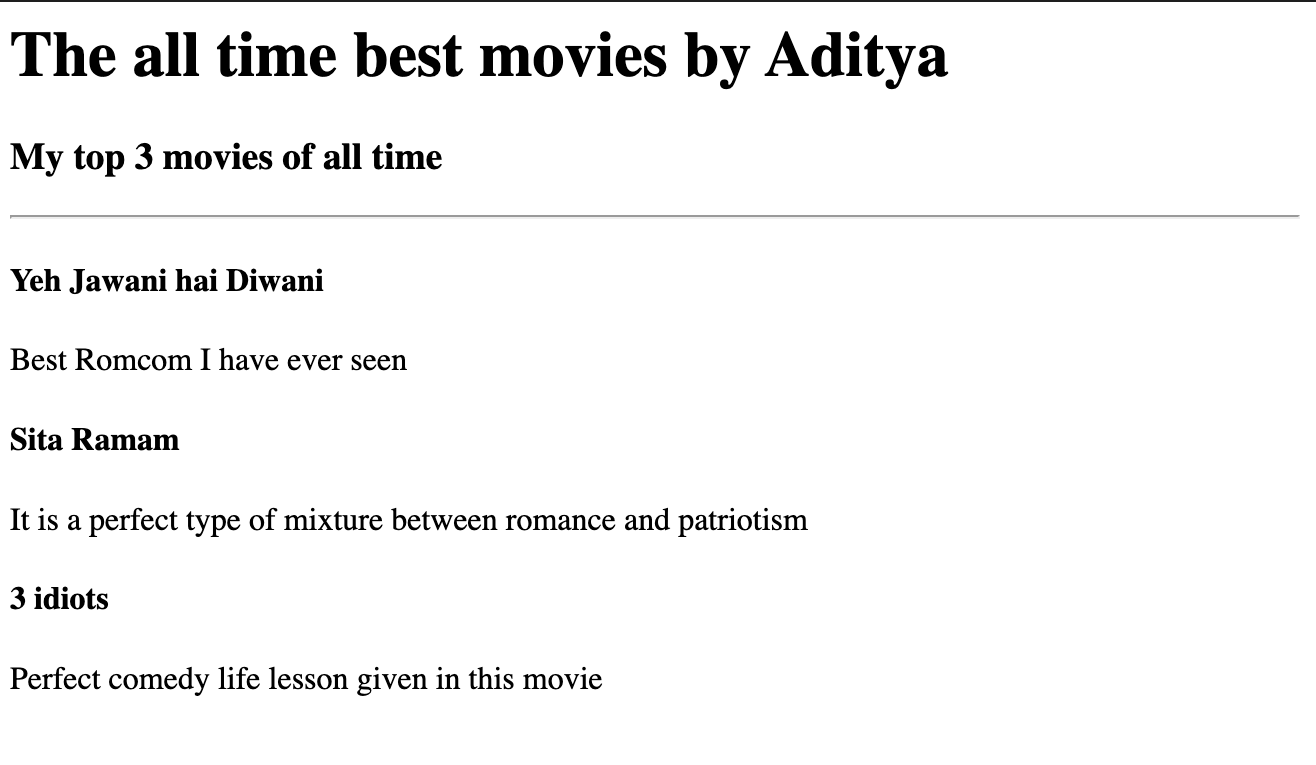 The all time best movies by Aditya
My top 3 movies of all time
Yeh Jawani hai Diwani
Best Romcom I have ever seen
Sita Ramam
It is a perfect type of mixture between romance and patriotism
3 idiots
Perfect comedy life lesson given in this movie